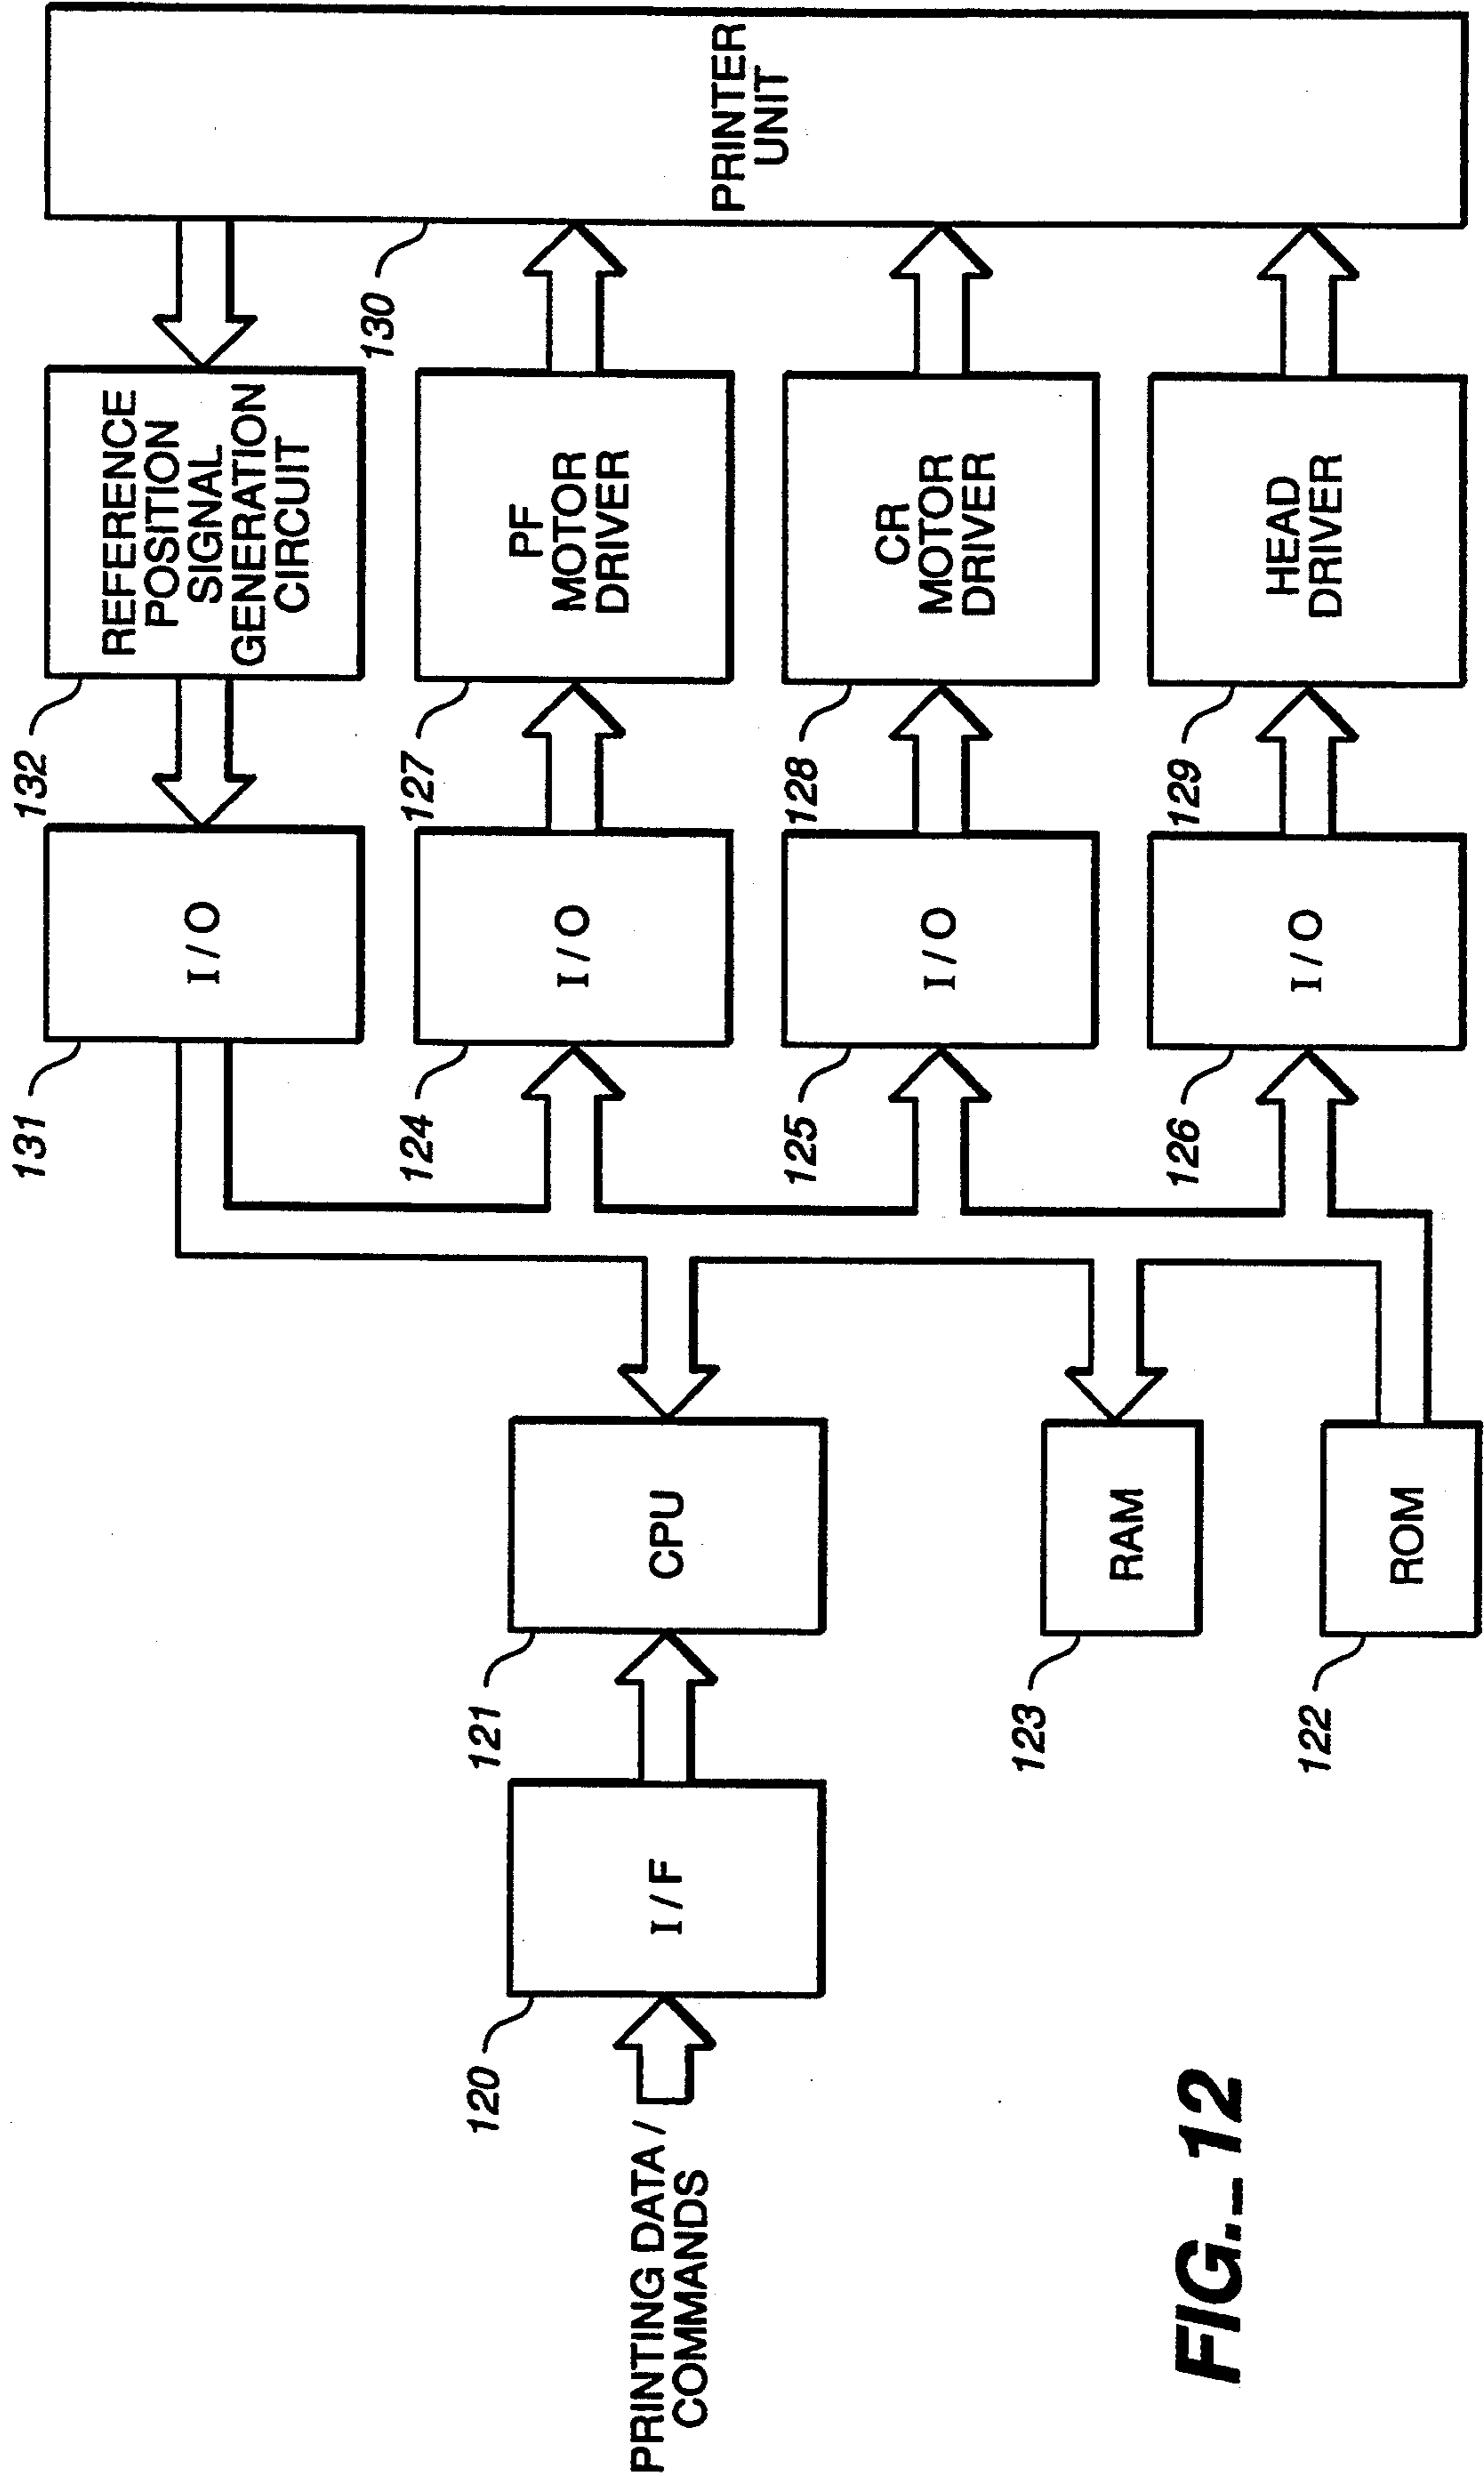 PRINTING DATA /
COMMANDS
120
I / F
121
CPU
123
RAM
122
ROM
131
I / O
132
REFERENCE
POSITION
SIGNAL
GENERATION
CIRCUIT
124
I / O
127
PF
MOTOR
DRIVER
125
I / O
128
CR
MOTOR
DRIVER
126
I / O
129
HEAD
DRIVER
130
PRINTER
UNIT
FIG._ 12